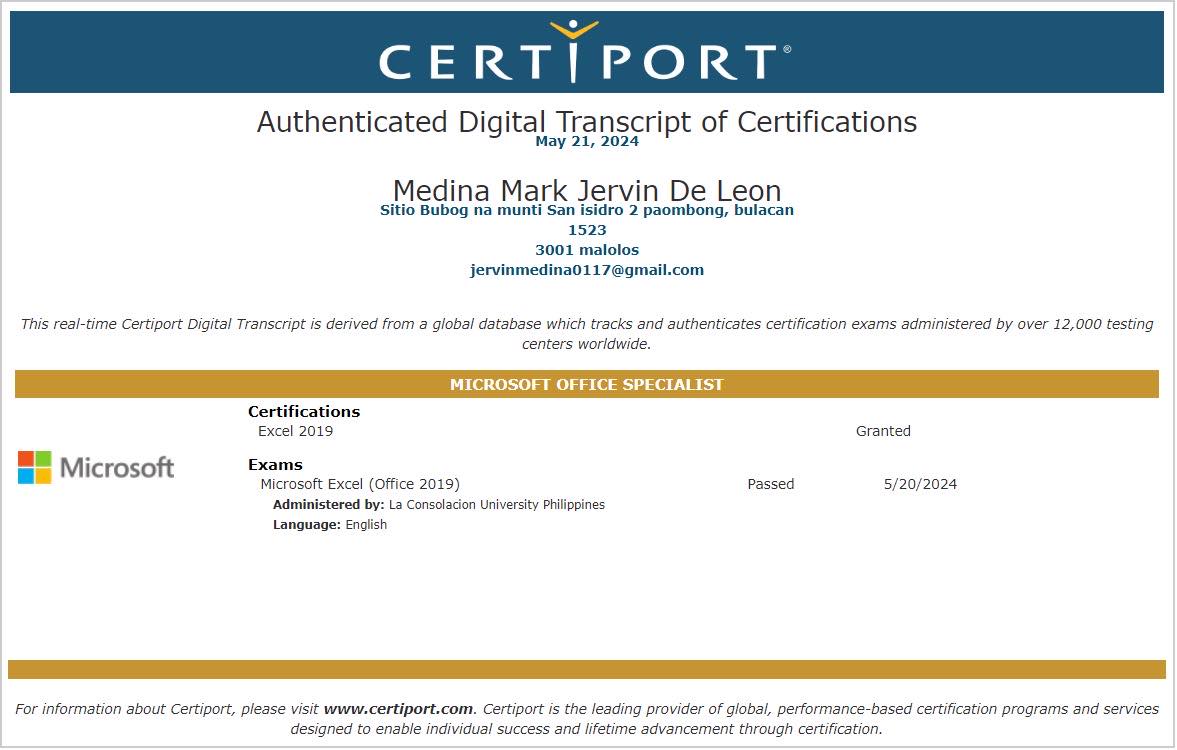 CERTIPORT®
Authenticated Digital Transcript of Certifications
May 21, 2024
Medina Mark Jervin De Leon
Sitio Bubog na munti San isidro 2 paombong, bulacan
1523
3001 malolos
jervinmedina0117@gmail.com
This real-time Certiport Digital Transcript is derived from a global database which tracks and authenticates certification exams administered by over 12,000 testing
centers worldwide.
MICROSOFT OFFICE SPECIALIST
Certifications
Excel 2019 Granted
Microsoft
Exams
Microsoft Excel (Office 2019) Passed 5/20/2024
Administered by: La Consolacion University Philippines
Language: English
For information about Certiport, please visit www.certiport.com. Certiport is the leading provider of global, performance-based certification programs and services
designed to enable individual success and lifetime advancement through certification.